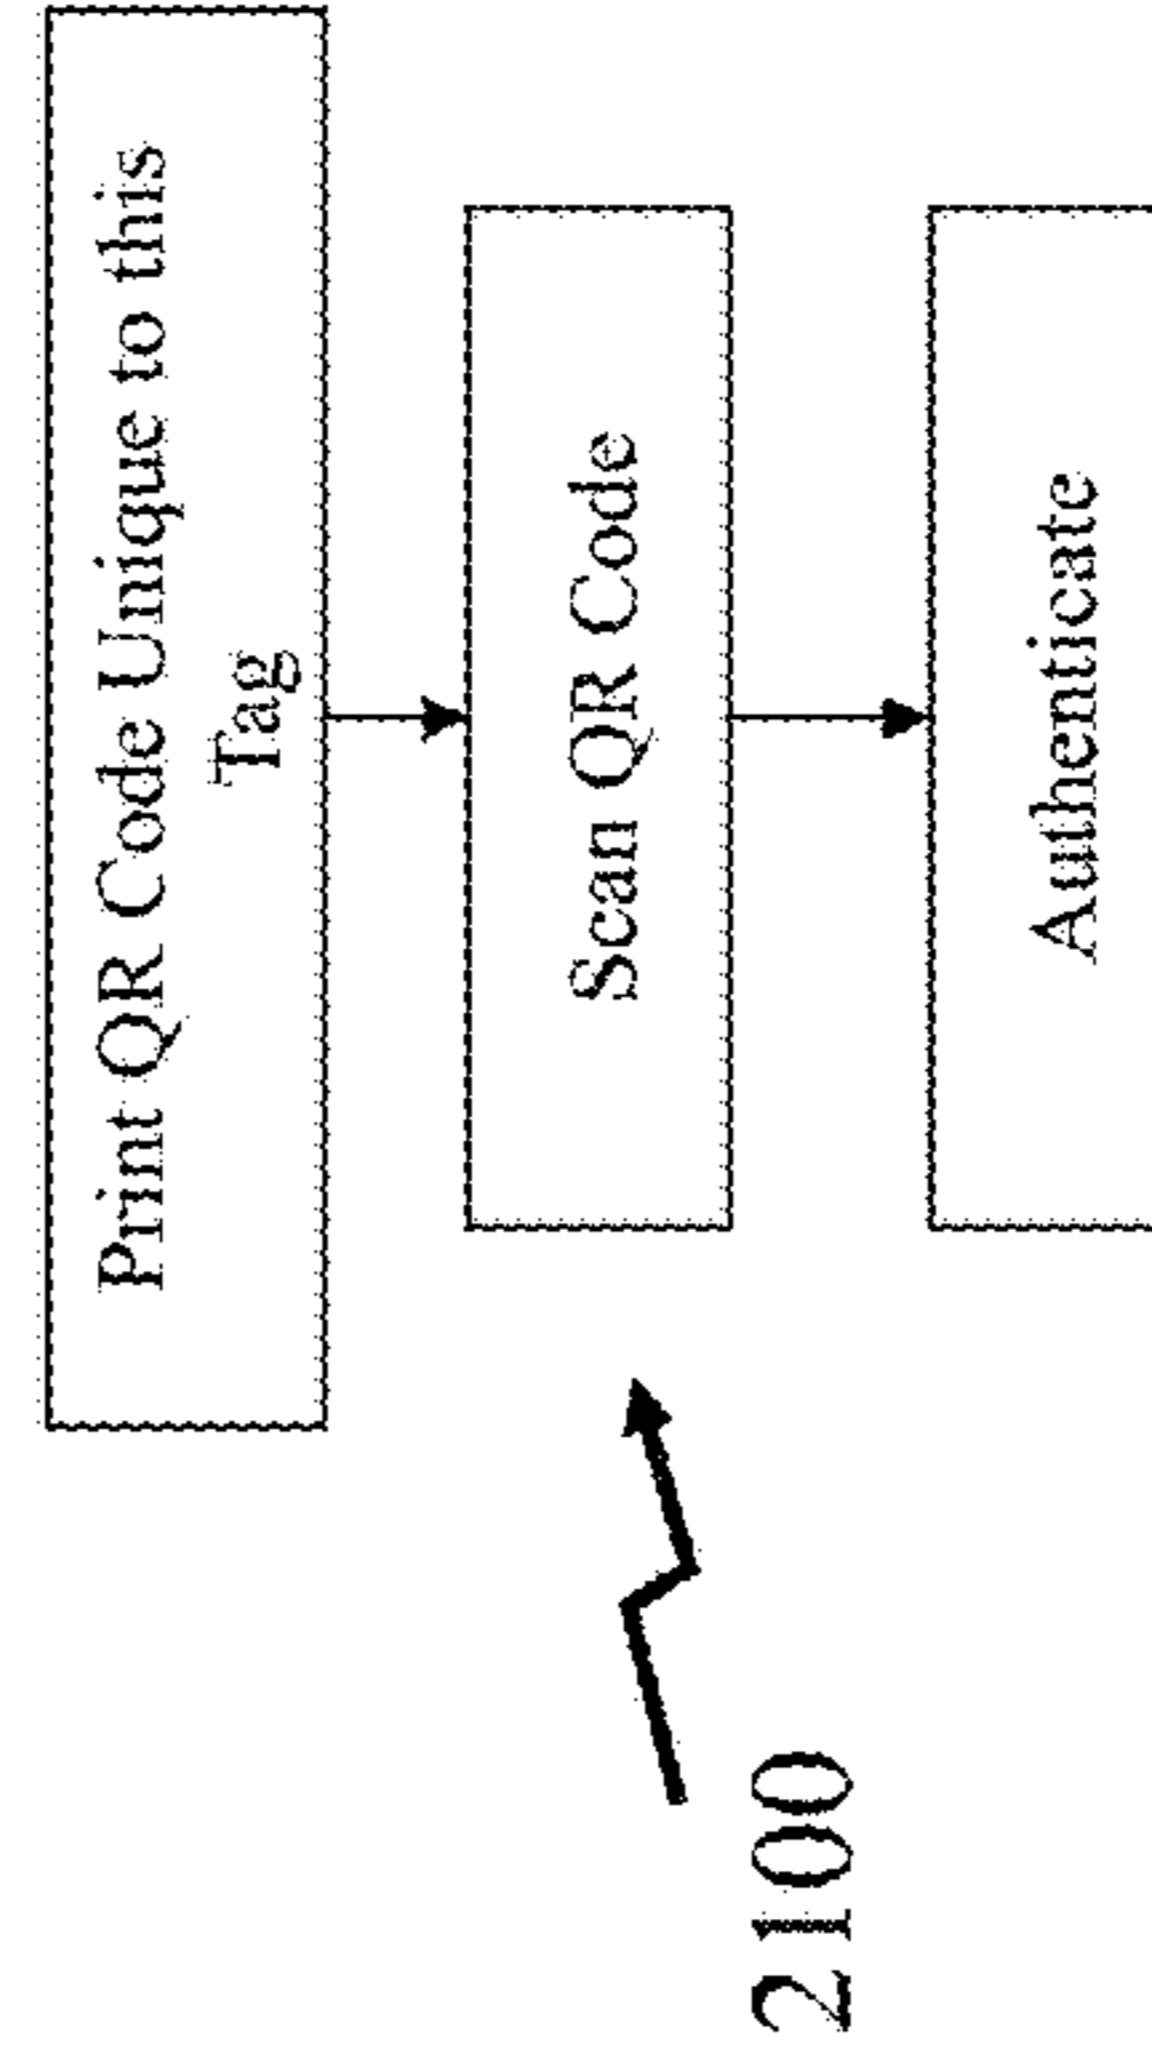 Print QR Code Unique to this
Tag
Scan QR Code
Authenticate
2100